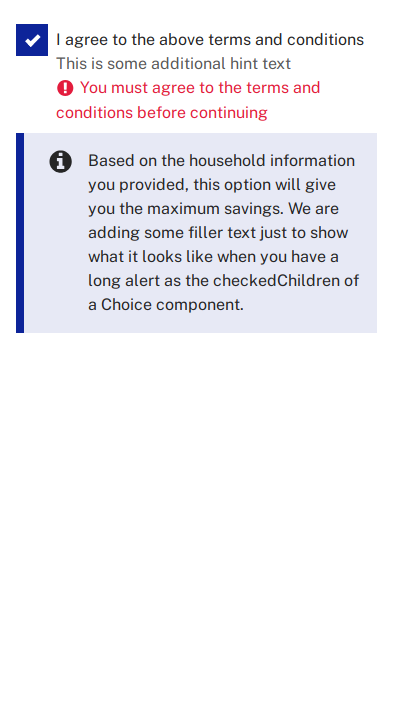 I agree to the above terms and conditions
This is some additional hint text
You must agree to the terms and
conditions before continuing
Based on the household information
you provided, this option will give
you the maximum savings. We are
adding some filler text just to show
what it looks like when you have a
long alert as the checkedChildren of
a Choice component.